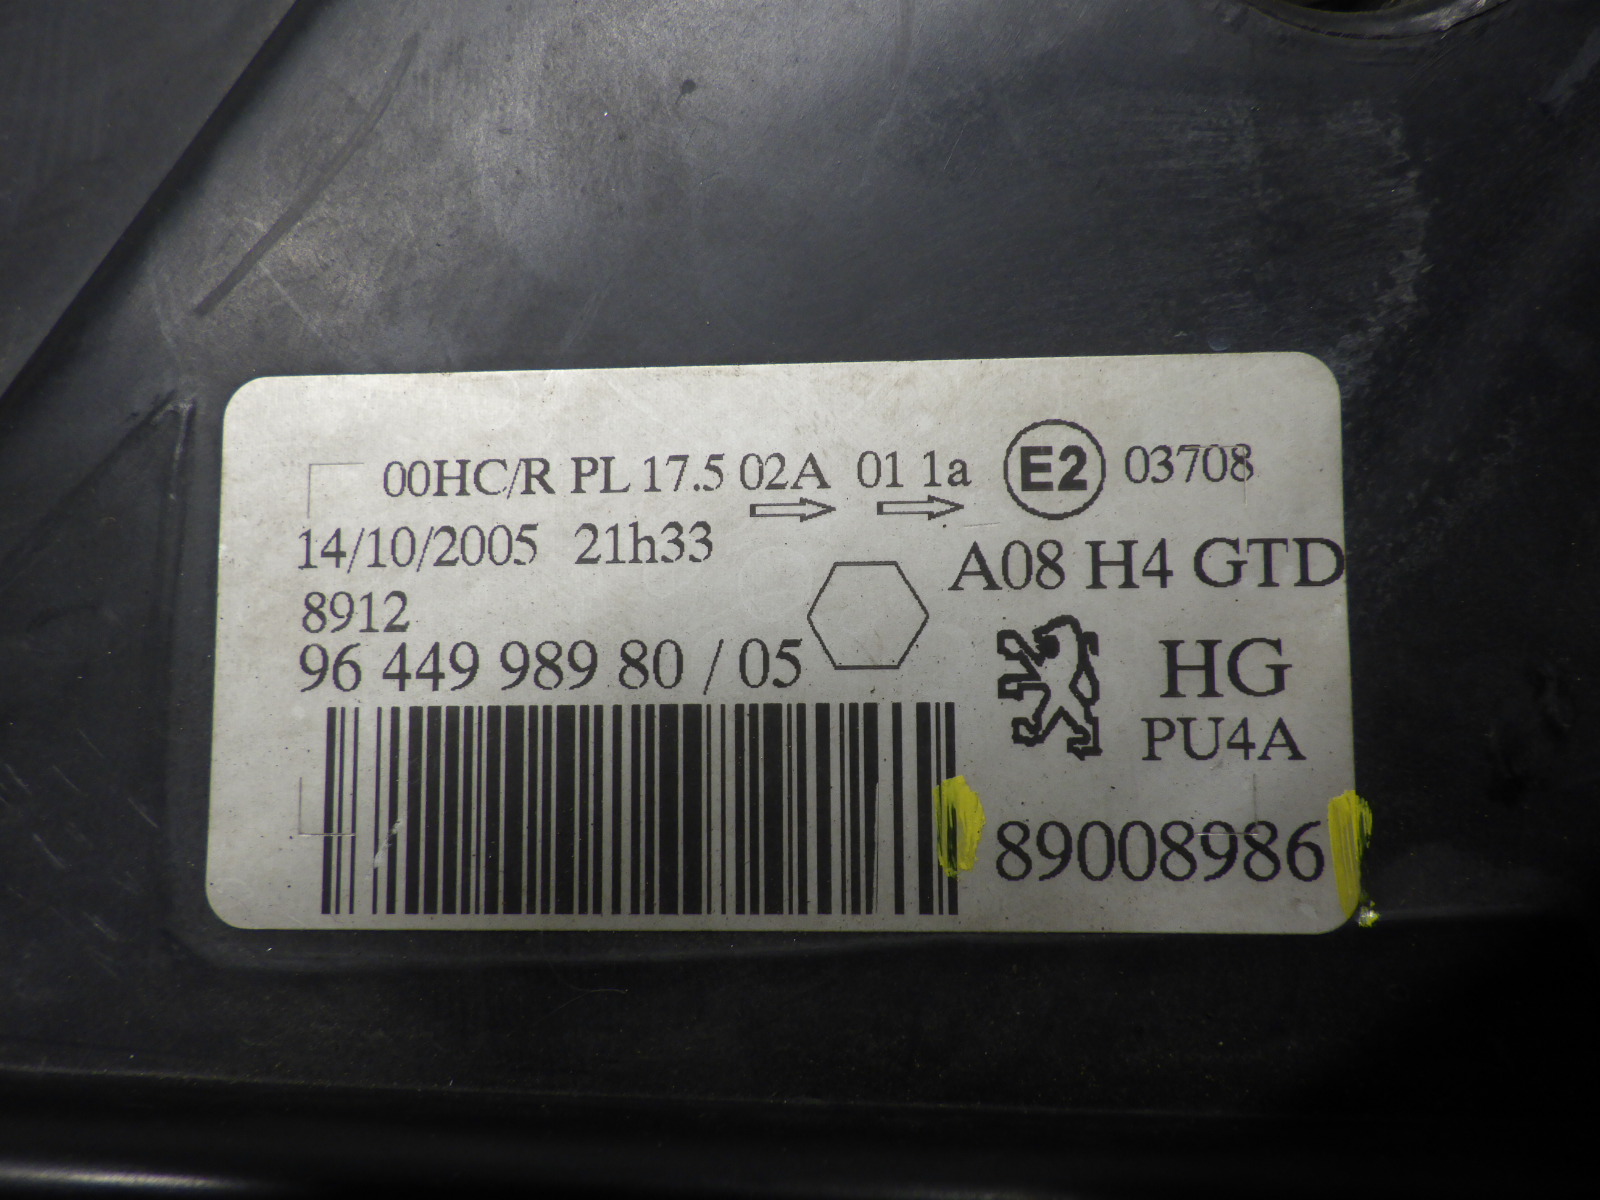 00HC/R PL 17.5 02A 01 1a E2 03708
14/10/2005 21h33
A08 H4 GTD
8912
96 449 989 80 / 05
HG
PU4A
89008986